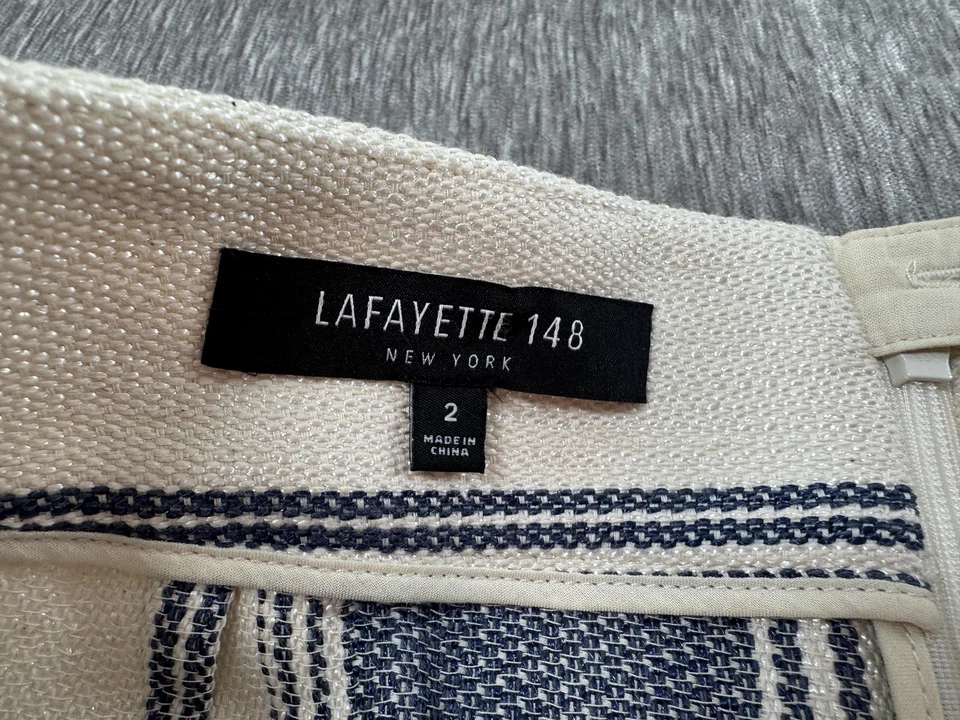 LAFAYETTE 148
NEW YORK
2
MADE IN
CHINA